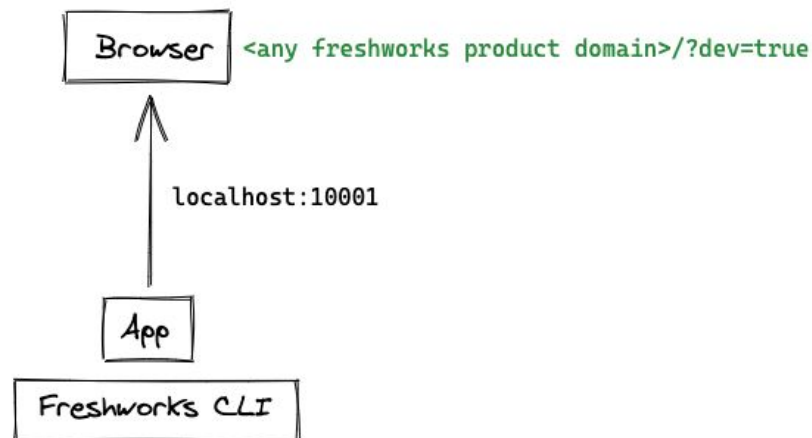 Browser <any freshworks product domain>/?dev=true
localhost:10001
App
Freshworks CLI